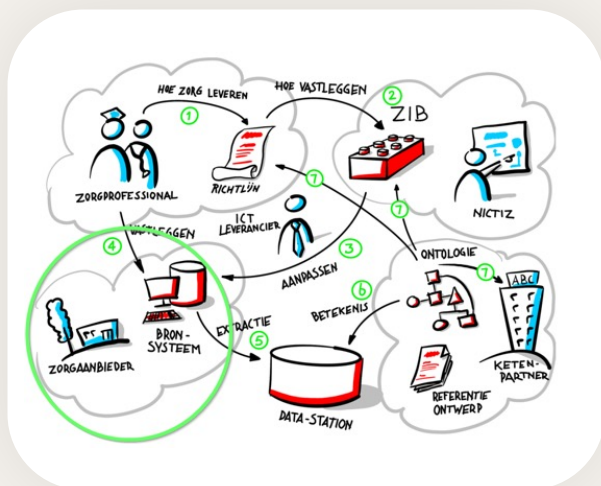 HOE ZORG LEVEREN
HOE VASTLEGGEN
1
2
ZIB
ZORGPROFESSIONAL
RICHTLIJN
7
7
NICTIZ
VASTLEGGEN
ICT
LEVERANCIER
4
3
AANPASSEN
ONTOLOGIE
7
ABC
6
BETEKENIS
ZORGAANBIEDER
BRON-
SYSTEEM
EXTRACTIE
5
DATA-STATION
REFERENTIE
ONTWERP
KETEN-
PARTNER